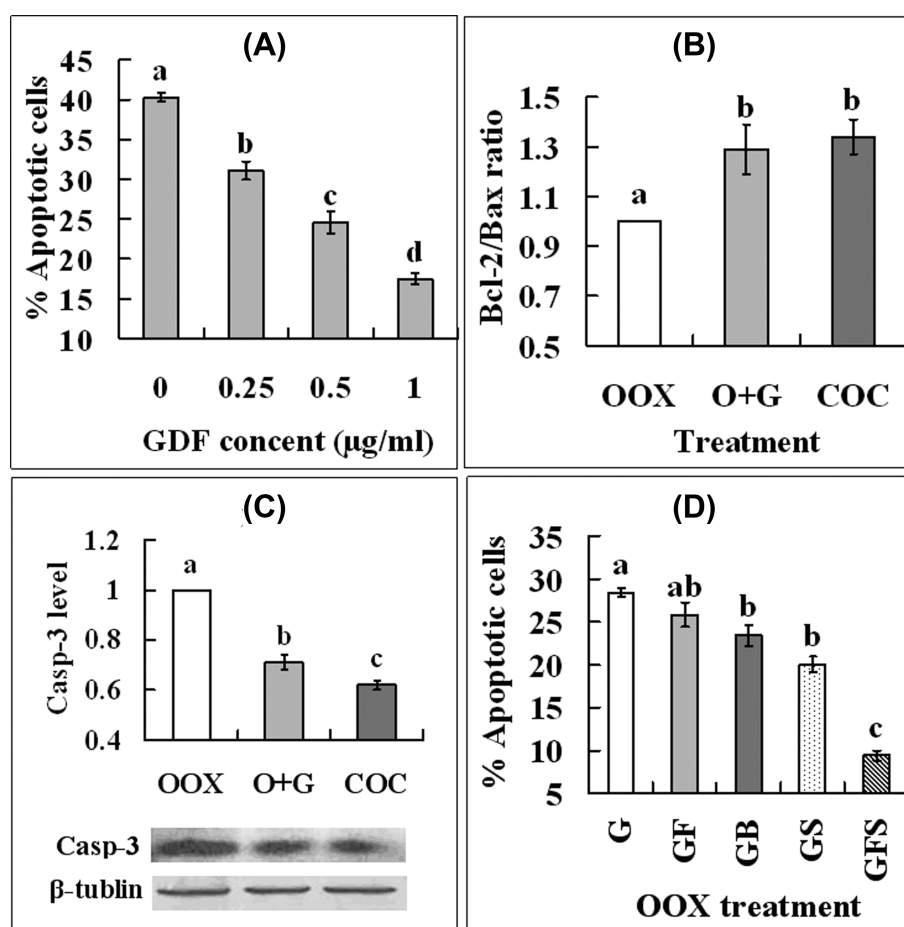 (A)
% Apoptotic cells
45
40
35
30
25
20
15
10
a
b
c
d
0 0.25 0.5 1
GDF concent (µg/ml)
(B)
Bcl-2/Bax ratio
1.5
1.3
1.1
0.9
0.7
0.5
a
b
b
OOX O+G COC
Treatment
(C)
Casp-3 level
1.2
1
0.8
0.6
0.4
a
b
c
OOX O+G COC
Casp-3
β-tublin
(D)
% Apoptotic cells
35
30
25
20
15
10
5
a
ab
b
b
c
G GF GB GS GFS
OOX treatment